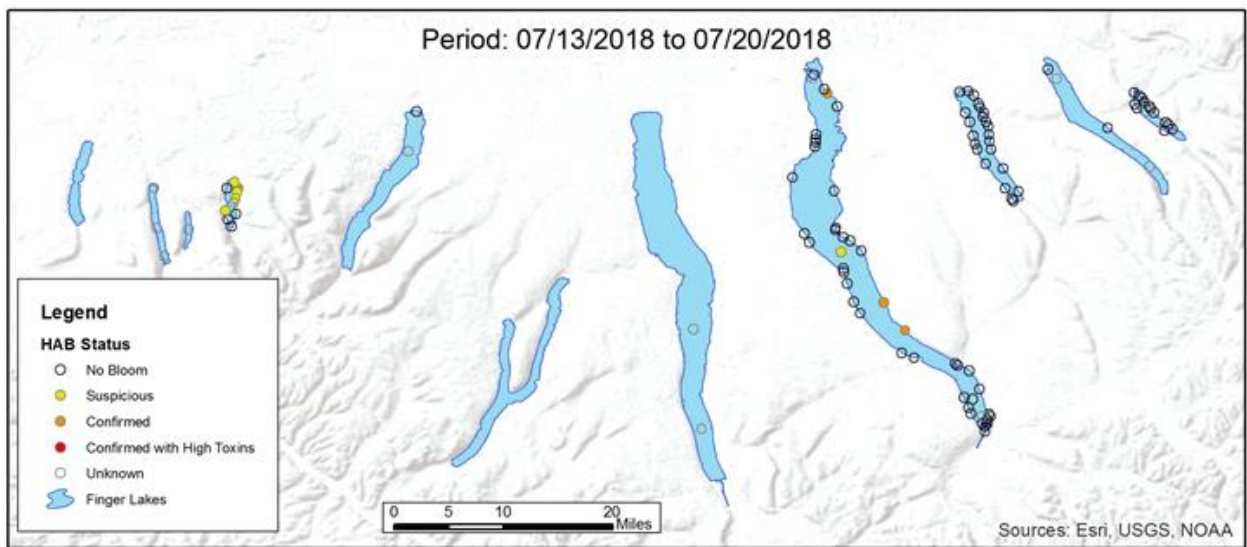 Period: 07/13/2018 to 07/20/2018
Legend
HAB Status
No Bloom
Suspicious
Confirmed
Confirmed with High Toxins
Unknown
Finger Lakes
0 5 10 20
Miles
Sources: Esri, USGS, NOAA